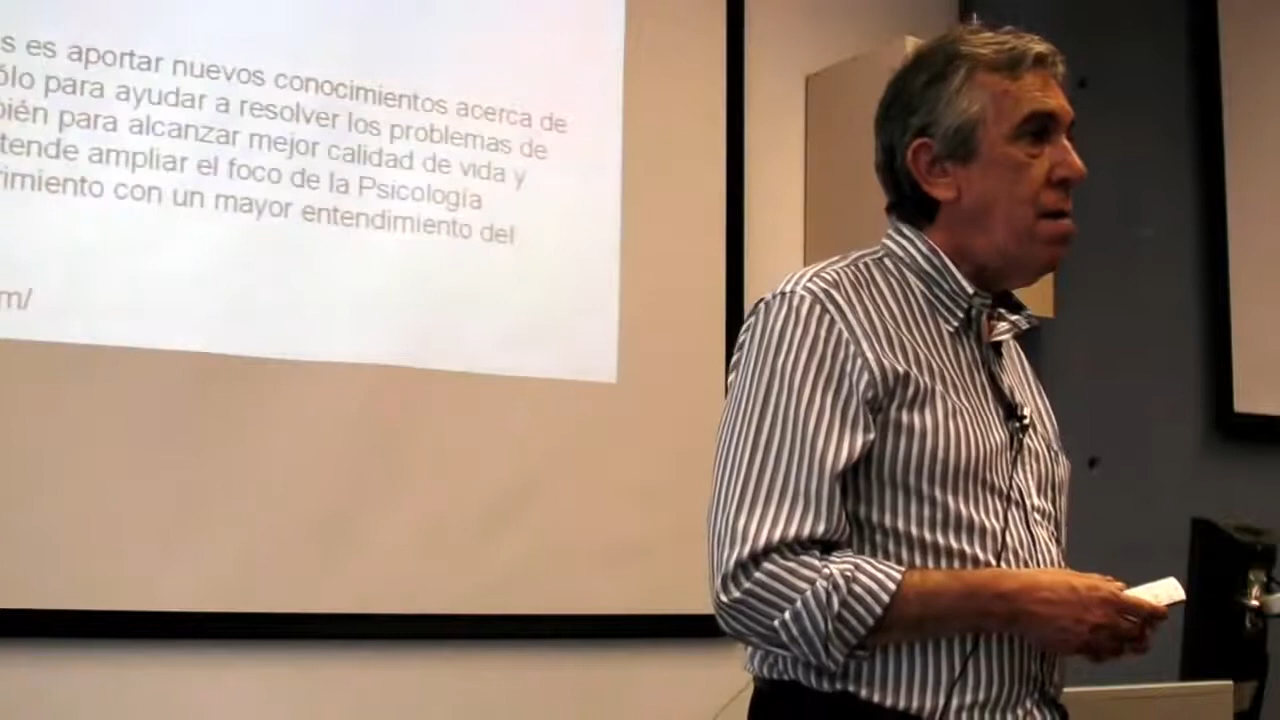 s es aportar nuevos conocimientos acerca de
ólo para ayudar a resolver los problemas de
bién para alcanzar mejor calidad de vida y
tende ampliar el foco de la Psicología
rimiento con un mayor entendimiento del
m/